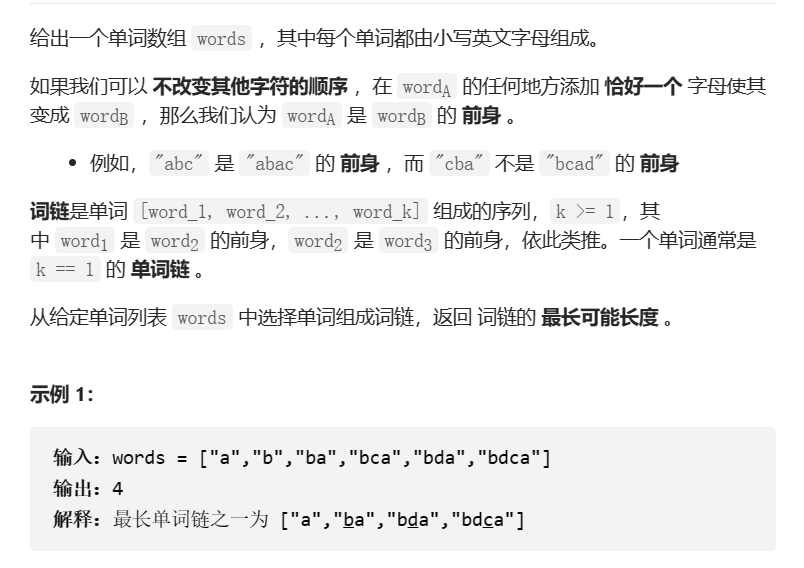 给出一个单词数组 words ，其中每个单词都由小写英文字母组成。
如果我们可以 不改变其他字符的顺序 ，在 wordA 的任何地方添加 恰好一个 字母使其
变成 wordB ，那么我们认为 wordA 是 wordB 的 前身 。
• 例如，"abc" 是 "abac" 的 前身 ，而 "cba" 不是 "bcad" 的 前身
词链是单词 [word_1, word_2, ..., word_k] 组成的序列，k >= 1，其
中 word1 是 word2 的前身，word2 是 word3 的前身，依此类推。一个单词通常是
k == 1 的 单词链 。
从给定单词列表 words 中选择单词组成词链，返回 词链的 最长可能长度 。
示例 1：
输入：words = ["a","b","ba","bca","bda","bdca"]
输出：4
解释：最长单词链之一为 ["a","ba","bda","bdca"]